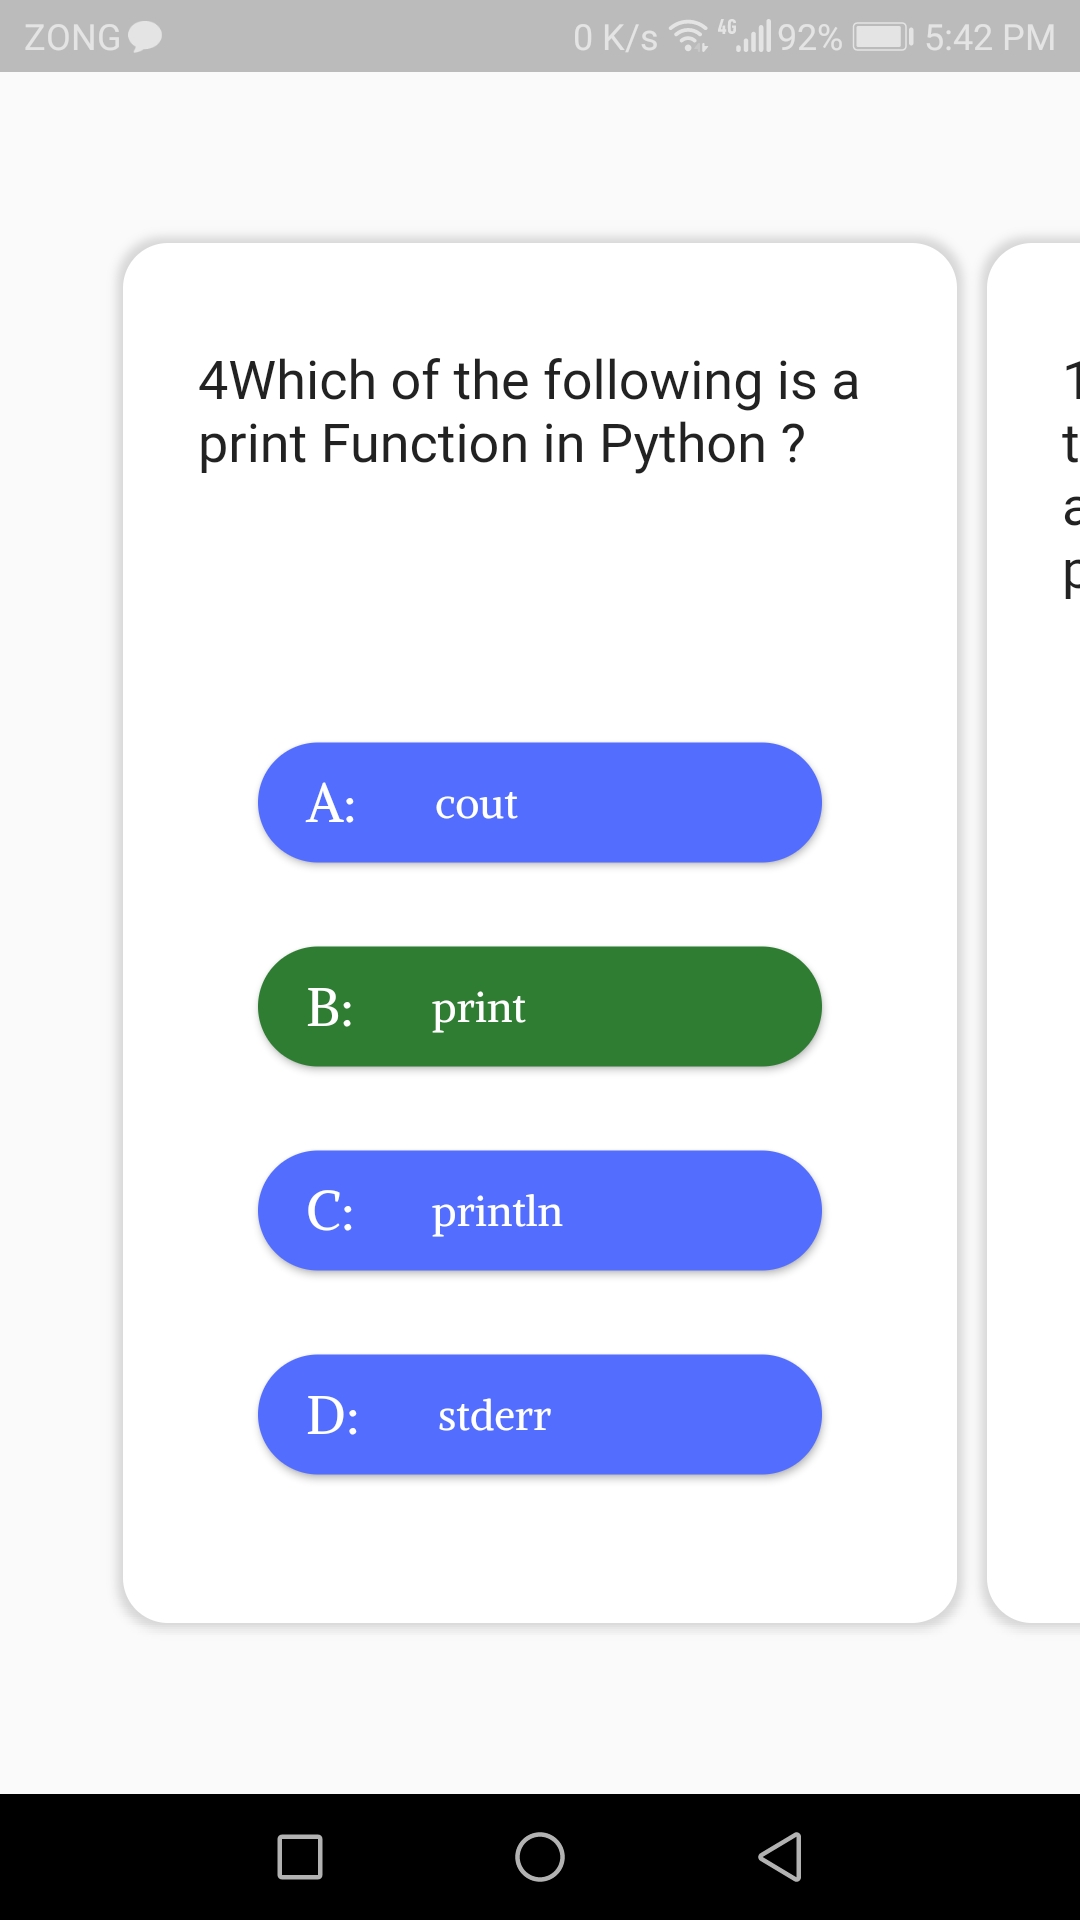 ZONG 0 K/s 4G 92% 5:42 PM
4Which of the following is a
print Function in Python ?
A: cout
B: print
C: println
D: stderr
1
t
a
p